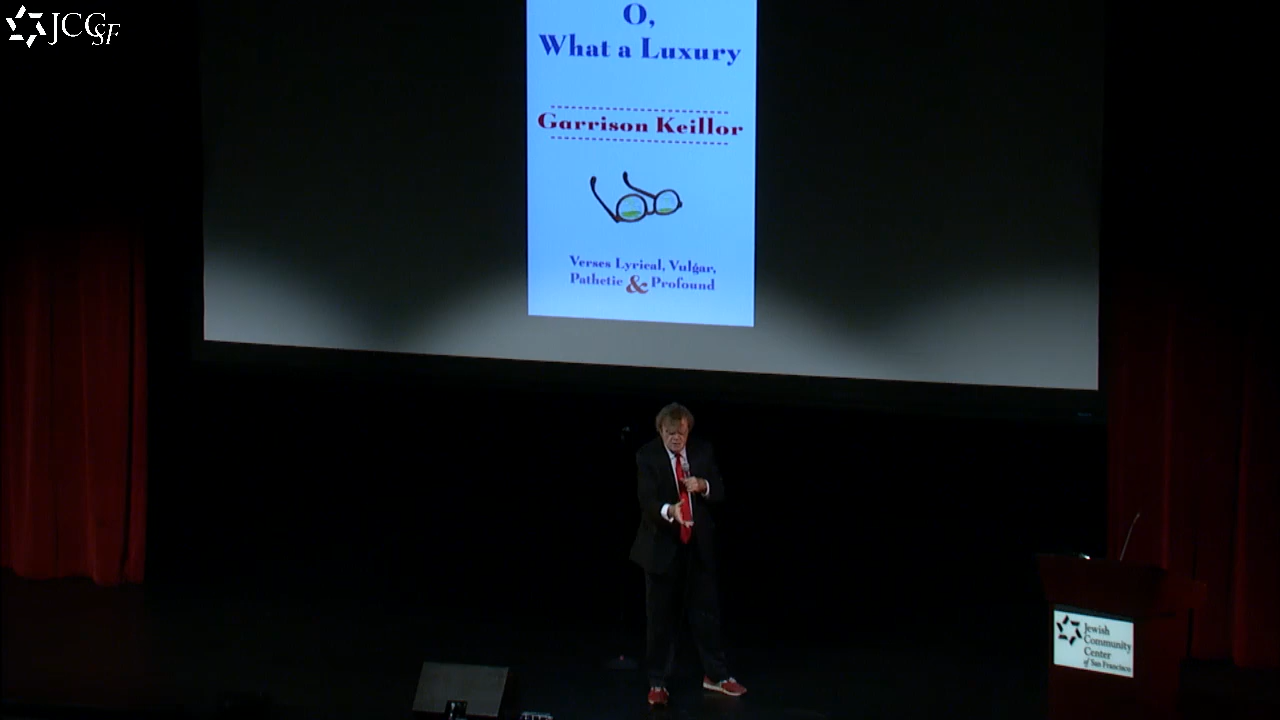 JCCSF
O,
What a Luxury
Garrison Keillor
Verses Lyrical, Vulgar,
Pathetic & Profound
Jewish
Community
Center
of San Francisco